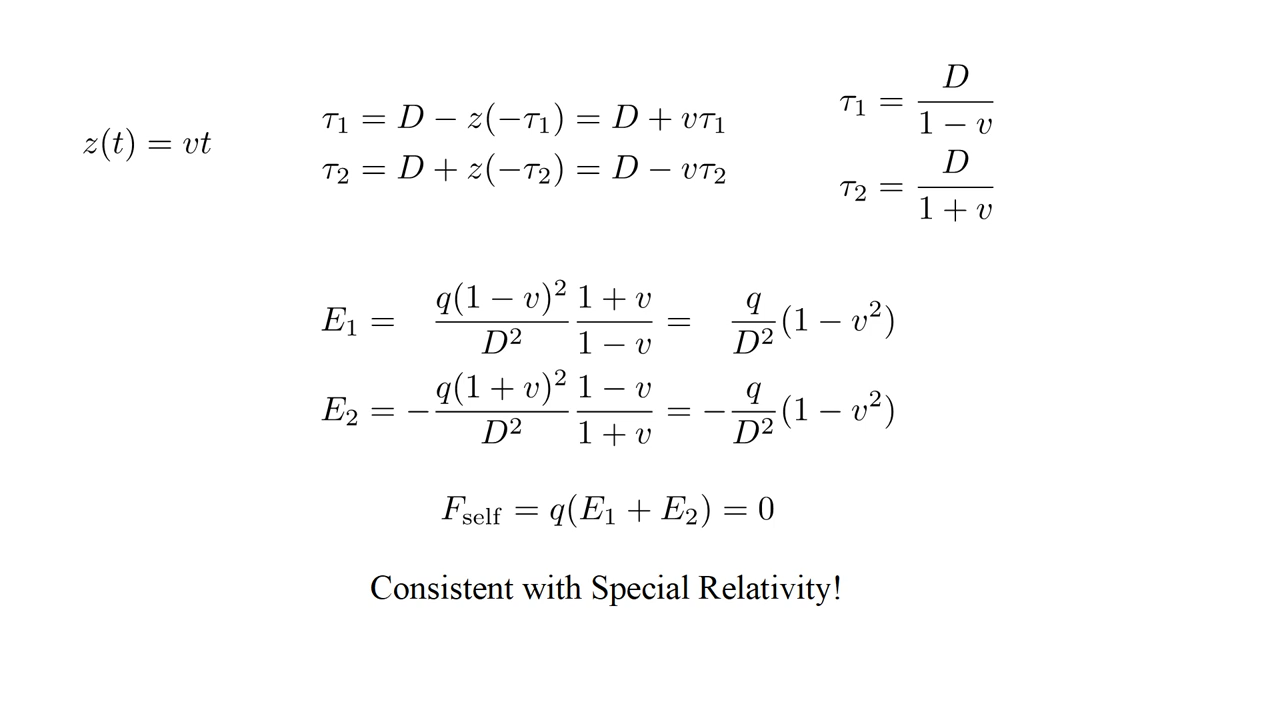 z(t) = vt
τ₁ = D − z(−τ₁) = D + vτ₁
τ₂ = D + z(−τ₂) = D − vτ₂
τ₁ = D/(1 − v)
τ₂ = D/(1 + v)
E₁ = q(1 − v)²/D² (1 + v)/(1 − v) = q/D² (1 − v²)
E₂ = −q(1 + v)²/D² (1 − v)/(1 + v) = −q/D² (1 − v²)
F_self = q(E₁ + E₂) = 0
Consistent with Special Relativity!